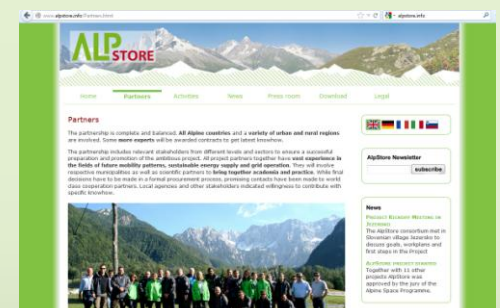 www.alpstore.info/Partners.html
alpstore.info
ALP
STORE
Home Partners Activities News Press room Download Legal
Partners
The partnership is complete and balanced. All Alpine countries and a variety of urban and rural regions
are involved. Some more experts will be awarded contracts to get latest knowhow.
The partnership includes relevant stakeholders from different levels and sectors to ensure a successful
preparation and promotion of the ambitious project. All project partners together have vast experience in
the fields of future mobility patterns, sustainable energy supply and grid operation. They will involve
respective municipalities as well as scientific partners to bring together academia and practice. While final
decisions have to be made in a formal procurement process, promising contacts have been made to world
class cooperation partners. Local agencies and other stakeholders indicated willingness to contribute with
specific knowhow.
AlpStore Newsletter
subscribe
News
Project Kickoff Meeting in
Jezersko
The AlpStore consortium met in
Slovenian village Jezersko to
discuss goals, workplans and
first steps in the Project
AlpStore project started
Together with 11 other
projects AlpStore was
approved by the jury of the
Alpine Space Programme.